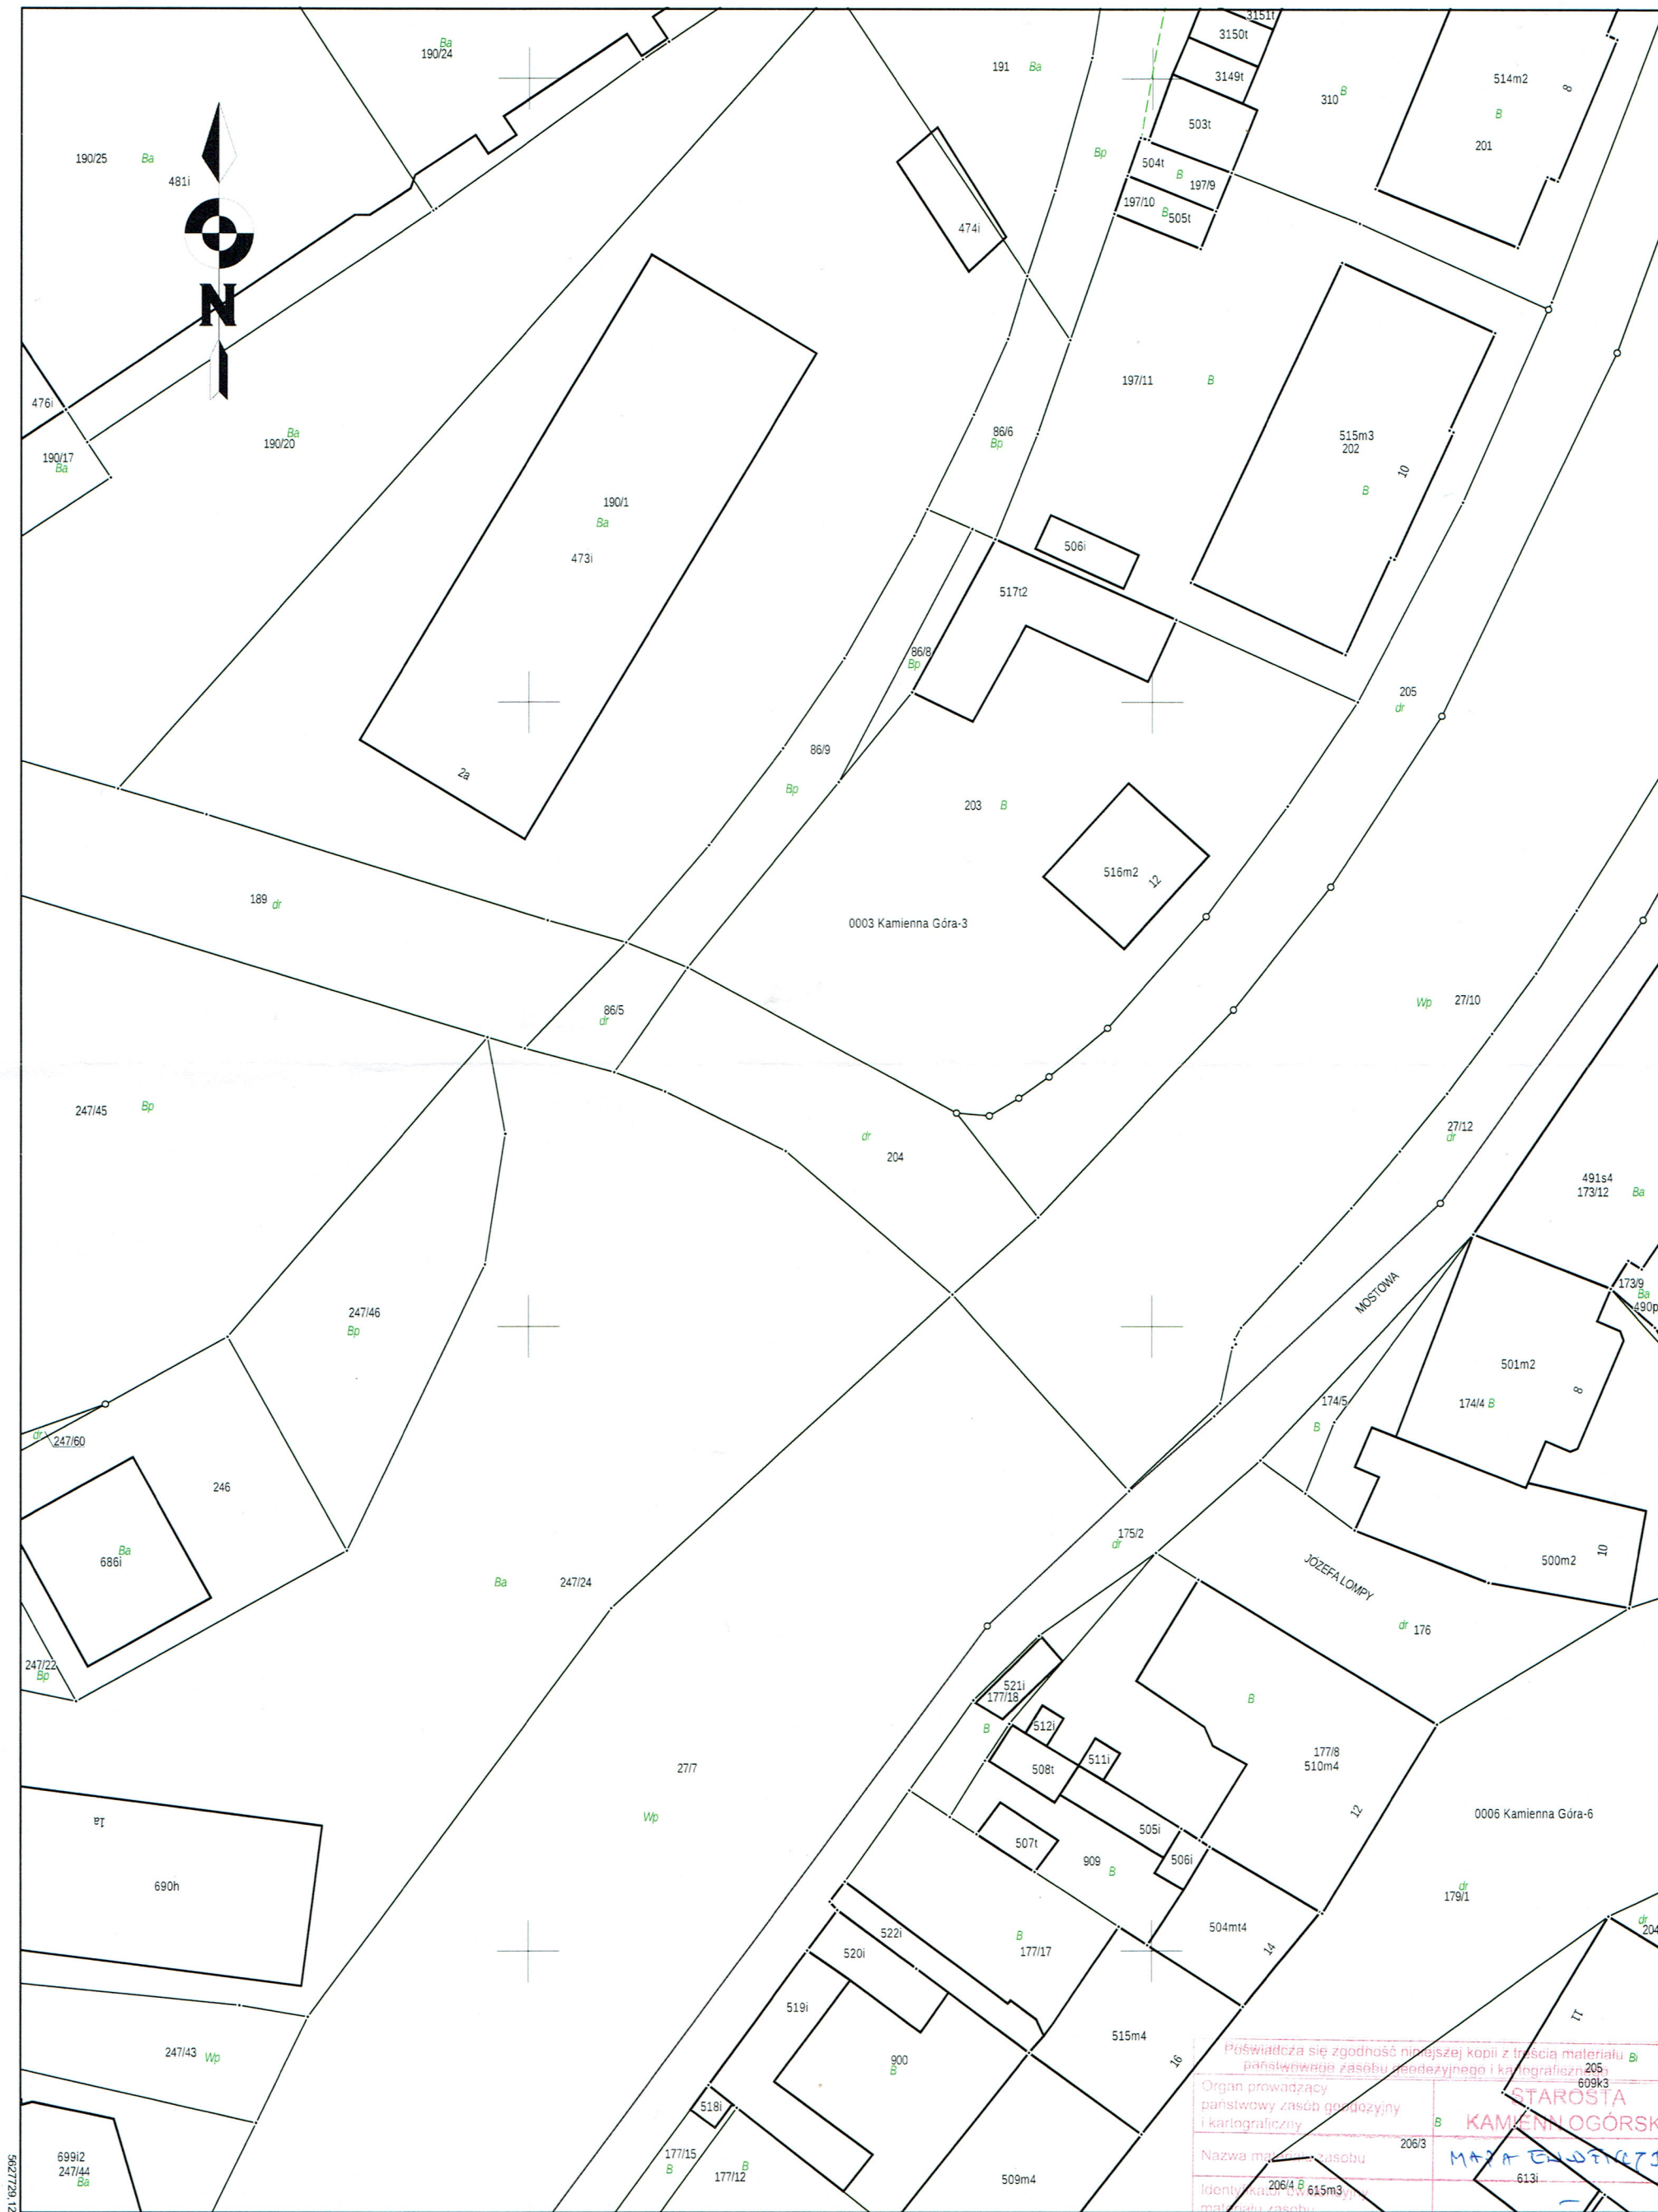 3151t
Ba
190/24
3150t
191 Ba
3149t
514m2
8
310 B
B
503t
201
190/25 Ba
481i
Bp
504t
B
197/9
197/10
B
505t
474i
N
476i
190/17
Ba
Ba
190/20
197/11 B
86/6
Bp
515m3
202
10
B
190/1
Ba
473i
506i
517t2
86/8
Bp
205
dr
2a
86/9
Bp
203 B
516m2
12
189 dr
0003 Kamienna Góra-3
86/5
dr
Wp 27/10
247/45 Bp
dr
204
27/12
dr
491s4
173/12 Ba
MOSTOWA
173/9
Ba
490p
247/46
Bp
501m2
8
174/4 B
174/5
B
dr
247/60
246
Ba
686i
175/2
dr
JÓZEFA LOMPY
500m2
10
Ba 247/24
dr 176
247/22
Bp
521i
177/18
B
B
512i
511i
508t
177/8
510m4
12
27/7
Wp
1a
690h
507t
505i
506i
909 B
0006 Kamienna Góra-6
dr
179/1
522i
520i
B
177/17
504mt4
14
dr
204
519i
515m4
16
11
247/43 Wp
900
B
Poświadcza się zgodność niniejszej kopii z treścią materiału
państwowego zasobu geodezyjnego i kartograficznego
Bi
205
609k3
Organ prowadzący
państwowy zasób geodezyjny
i kartograficzny
STAROSTA
KAMIENNOGÓRSK
B
518i
177/15
B
B
177/12
509m4
206/3
Nazwa materiału zasobu
MAPA
613i
206/4 B 615m3
Identyfikator ewidencyjny
materiału zasobu
699i2
247/44
Ba
5627729.12